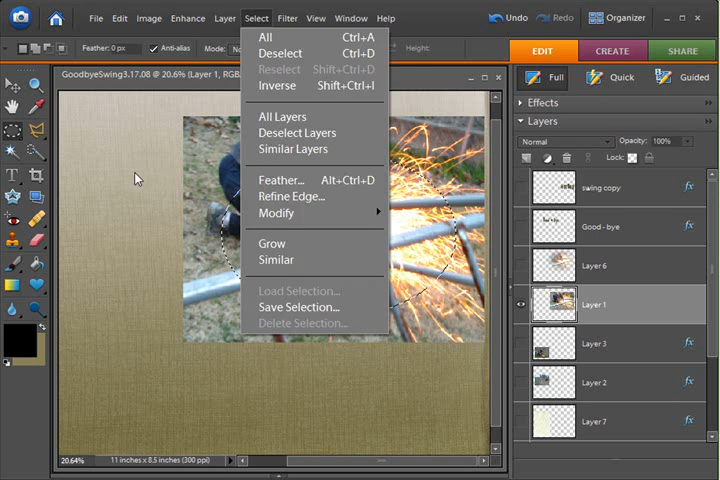 File Edit Image Enhance Layer Select Filter View Window Help Undo Redo Organizer
Feather: 0 px Anti-alias Mode: Height:
EDIT CREATE SHARE
GoodbyeSwing3.17.08 @ 20.6% (Layer 1, RGB/
Full Quick Guided
Effects
Layers
Normal Opacity: 100%
Lock:
All Ctrl+A
Deselect Ctrl+D
Reselect Shift+Ctrl+D
Inverse Shift+Ctrl+I
All Layers
Deselect Layers
Similar Layers
Feather... Alt+Ctrl+D
Refine Edge...
Modify
Grow
Similar
Load Selection...
Save Selection...
Delete Selection...
swing copy fx
Good - bye fx
Layer 6
Layer 1
Layer 3 fx
Layer 2 fx
Layer 7
20.64% 11 inches x 8.5 inches (300 ppi)